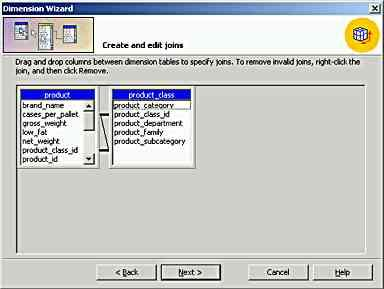 Dimension Wizard
Create and edit joins
Drag and drop columns between dimension tables to specify joins. To remove invalid joins, right-click the
join, and then click Remove.
product
brand_name
cases_per_pallet
gross_weight
low_fat
net_weight
product_class_id
product_id
product_class
product_category
product_class_id
product_department
product_family
product_subcategory
< Back
Next >
Cancel
Help